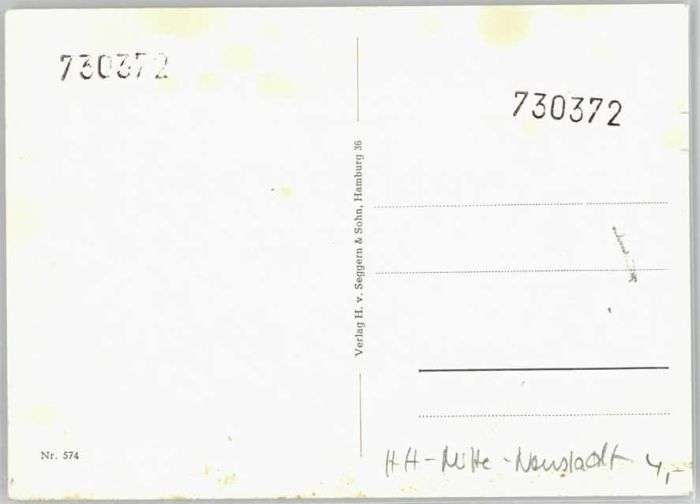 730372
730372
Verlag H. v. Seggern & Sohn, Hamburg 36
Nr. 574
HH-Mitte-Neustadt 4,-